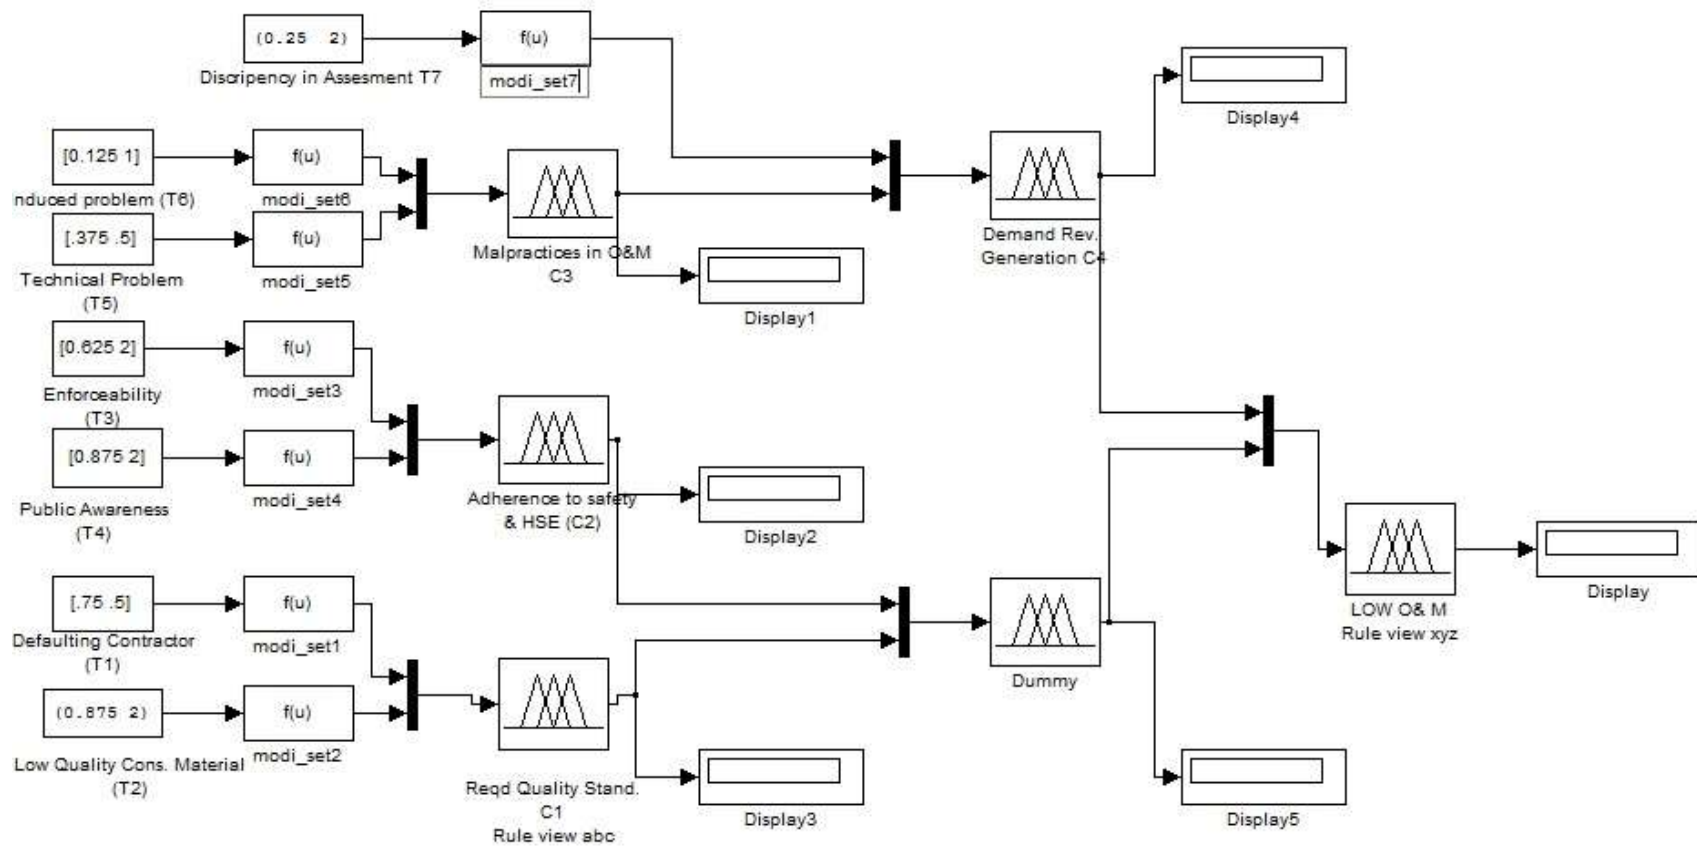 (0.25 2)
f(u)
Discripency in Assesment T7
modi_set7
Display4
[0.125 1]
f(u)
nduced problem (T6)
modi_set6
[.375 .5]
f(u)
Technical Problem
(T5)
modi_set5
Malpractices in O&M
C3
Display1
Demand Rev.
Generation C4
[0.625 2]
f(u)
Enforceability
(T3)
modi_set3
[0.875 2]
f(u)
Public Awareness
(T4)
modi_set4
Adherence to safety
& HSE (C2)
Display2
[.75 .5]
f(u)
Defaulting Contractor
(T1)
modi_set1
(0.875 2)
f(u)
Low Quality Cons. Material
(T2)
modi_set2
Reqd Quality Stand.
C1
Rule view abc
Display3
Dummy
Display5
LOW O& M
Rule view xyz
Display